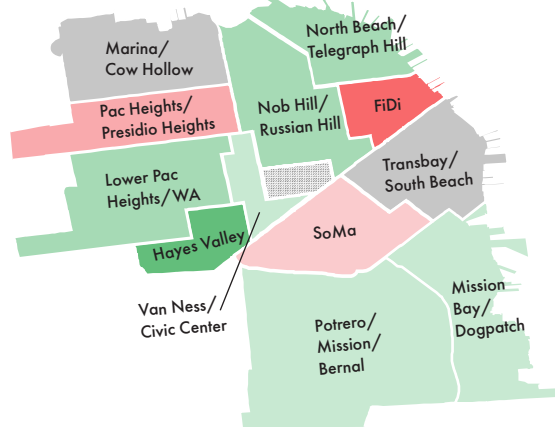 North Beach/
Telegraph Hill
Marina/
Cow Hollow
Pac Heights/
Presidio Heights
Nob Hill/
Russian Hill
FiDi
Transbay/
South Beach
Lower Pac
Heights/WA
Hayes Valley
SoMa
Van Ness/
Civic Center
Mission
Bay/
Dogpatch
Potrero/
Mission/
Bernal